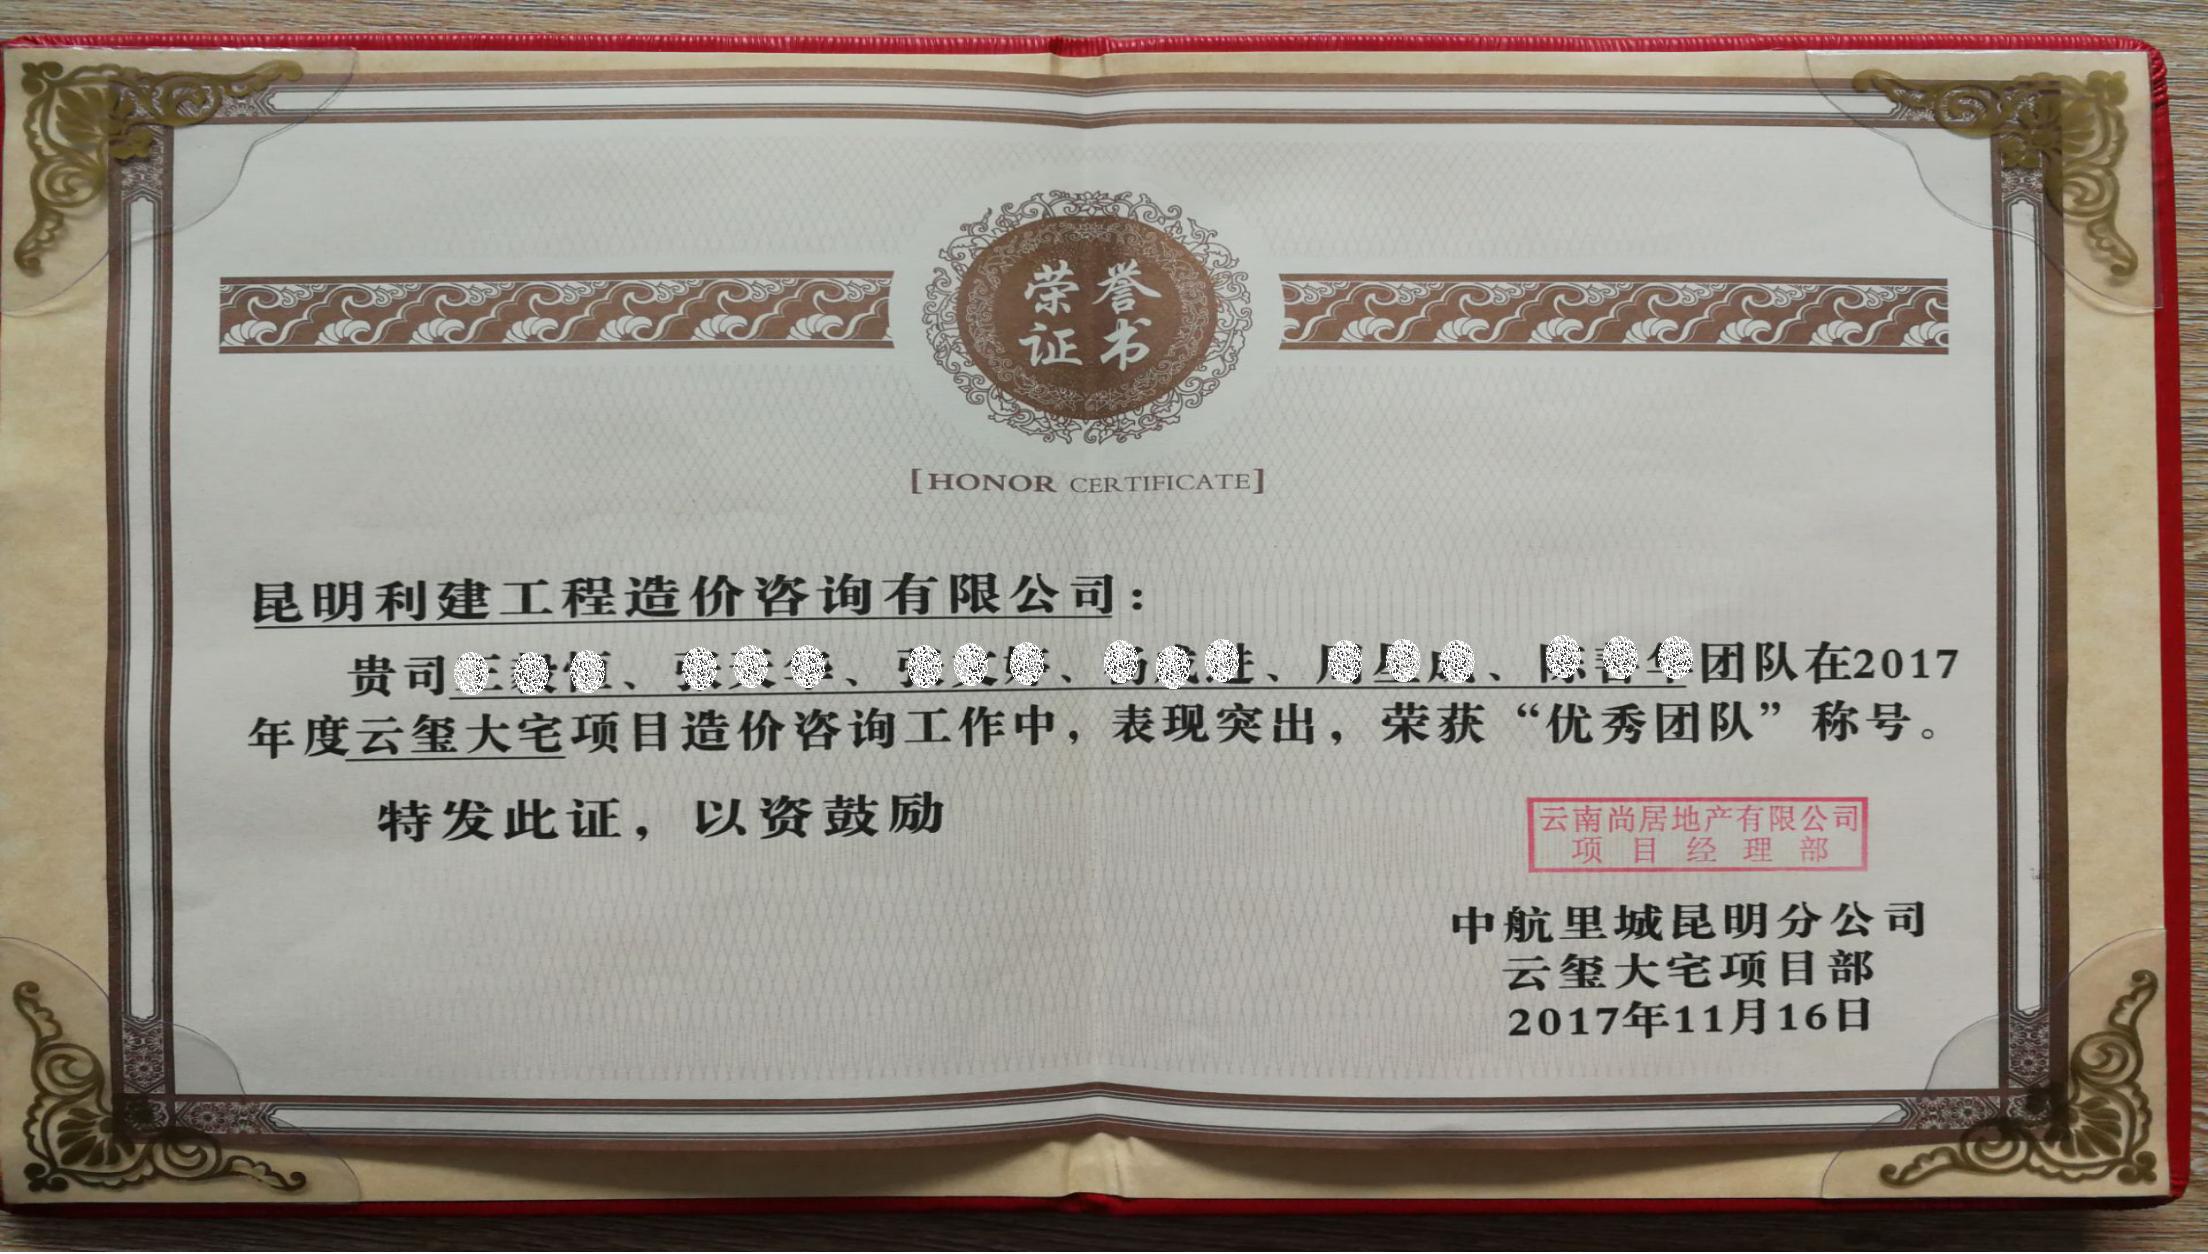 荣誉
证书
[HONOR CERTIFICATE]
昆明利建工程造价咨询有限公司：
贵司、、、、、团队在2017
年度云玺大宅项目造价咨询工作中，表现突出，荣获“优秀团队”称号。
特发此证，以资鼓励
云南尚居地产有限公司
项目经理部
中航里城昆明分公司
云玺大宅项目部
2017年11月16日